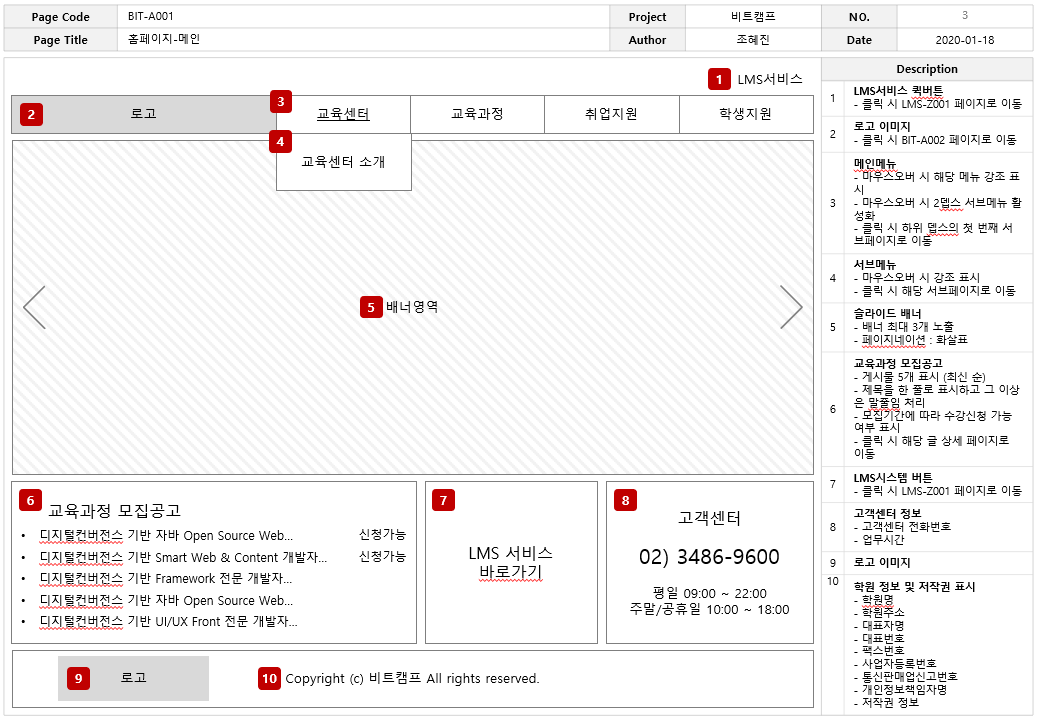 Page Code BIT-A001 Project 비트캠프 NO. 3
Page Title 홈페이지-메인 Author 조혜진 Date 2020-01-18
1 LMS서비스
2 로고
3 교육센터 교육과정 취업지원 학생지원
4 교육센터 소개
5 배너영역
6 교육과정 모집공고
• 디지털컨버전스 기반 자바 Open Source Web... 신청가능
• 디지털컨버전스 기반 Smart Web & Content 개발자... 신청가능
• 디지털컨버전스 기반 Framework 전문 개발자...
• 디지털컨버전스 기반 자바 Open Source Web...
• 디지털컨버전스 기반 UI/UX Front 전문 개발자...
7
LMS 서비스
바로가기
8
고객센터
02) 3486-9600
평일 09:00 ~ 22:00
주말/공휴일 10:00 ~ 18:00
9 로고
10 Copyright (c) 비트캠프 All rights reserved.
Description
1
LMS서비스 퀵버튼
- 클릭 시 LMS-Z001 페이지로 이동
2
로고 이미지
- 클릭 시 BIT-A002 페이지로 이동
3
메인메뉴
- 마우스오버 시 해당 메뉴 강조 표
시
- 마우스오버 시 2뎁스 서브메뉴 활
성화
- 클릭 시 하위 뎁스의 첫 번째 서
브페이지로 이동
4
서브메뉴
- 마우스오버 시 강조 표시
- 클릭 시 해당 서브페이지로 이동
5
슬라이드 배너
- 배너 최대 3개 노출
- 페이지네이션 : 화살표
6
교육과정 모집공고
- 게시물 5개 표시 (최신 순)
- 제목을 한 줄로 표시하고 그 이상
은 말줄임 처리
- 모집기간에 따라 수강신청 가능
여부 표시
- 클릭 시 해당 글 상세 페이지로
이동
7
LMS시스템 버튼
- 클릭 시 LMS-Z001 페이지로 이동
8
고객센터 정보
- 고객센터 전화번호
- 업무시간
9 로고 이미지
10
학원 정보 및 저작권 표시
- 학원명
- 학원주소
- 대표자명
- 대표번호
- 팩스번호
- 사업자등록번호
- 통신판매업신고번호
- 개인정보책임자명
- 저작권 정보